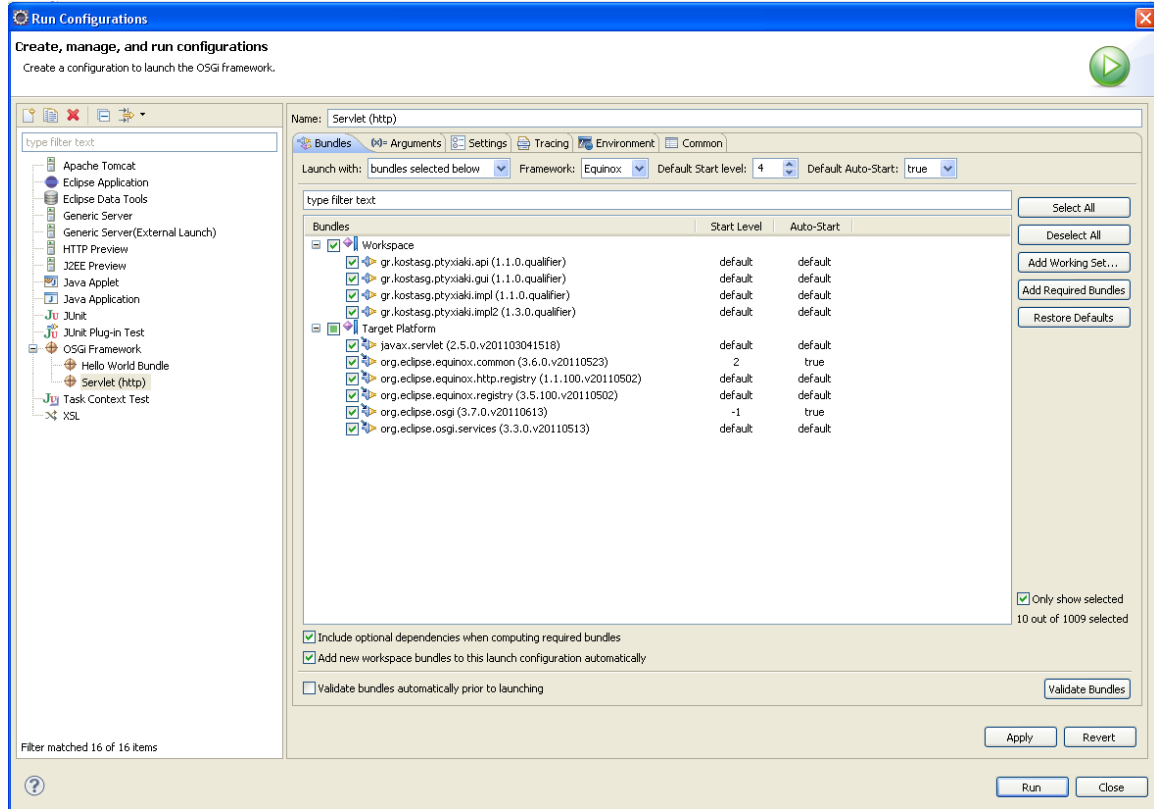 Run Configurations
Create, manage, and run configurations
Create a configuration to launch the OSGi framework.
type filter text
Apache Tomcat
Eclipse Application
Eclipse Data Tools
Generic Server
Generic Server(External Launch)
HTTP Preview
J2EE Preview
Java Applet
Java Application
JUnit
JUnit Plug-in Test
OSGi Framework
Hello World Bundle
Servlet (http)
Task Context Test
XSL
Filter matched 16 of 16 items
Name: Servlet (http)
Bundles (x)= Arguments Settings Tracing Environment Common
Launch with: bundles selected below Framework: Equinox Default Start level: 4 Default Auto-Start: true
type filter text
Bundles Start Level Auto-Start
Workspace
gr.kostasg.ptyxiaki.api (1.1.0.qualifier) default default
gr.kostasg.ptyxiaki.gui (1.1.0.qualifier) default default
gr.kostasg.ptyxiaki.impl (1.1.0.qualifier) default default
gr.kostasg.ptyxiaki.impl2 (1.3.0.qualifier) default default
Target Platform
javax.servlet (2.5.0.v201103041518) default default
org.eclipse.equinox.common (3.6.0.v20110523) 2 true
org.eclipse.equinox.http.registry (1.1.100.v20110502) default default
org.eclipse.equinox.registry (3.5.100.v20110502) default default
org.eclipse.osgi (3.7.0.v20110613) -1 true
org.eclipse.osgi.services (3.3.0.v20110513) default default
Select All
Deselect All
Add Working Set...
Add Required Bundles
Restore Defaults
Only show selected
10 out of 1009 selected
Include optional dependencies when computing required bundles
Add new workspace bundles to this launch configuration automatically
Validate bundles automatically prior to launching
Validate Bundles
Apply Revert
Run Close